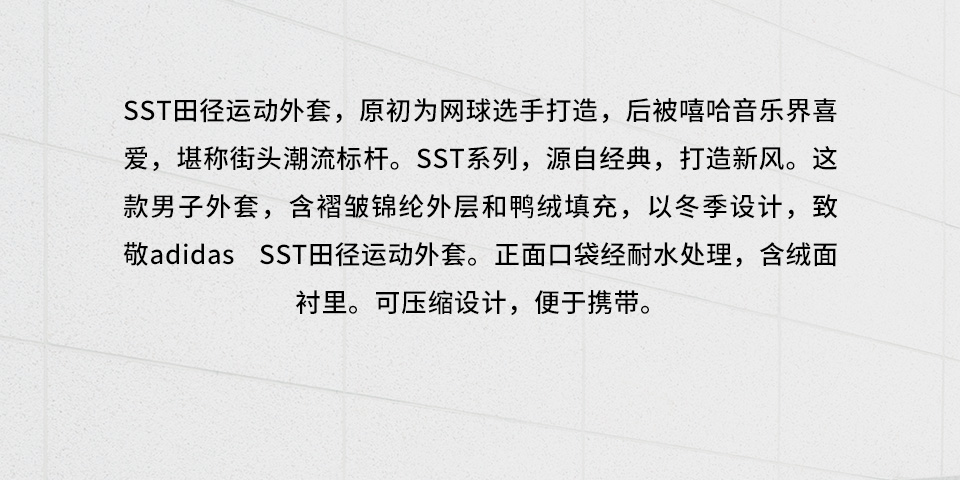 SST田径运动外套，原初为网球选手打造，后被嘻哈音乐界喜
爱，堪称街头潮流标杆。SST系列，源自经典，打造新风。这
款男子外套，含褶皱锦纶外层和鸭绒填充，以冬季设计，致
敬adidas SST田径运动外套。正面口袋经耐水处理，含绒面
衬里。可压缩设计，便于携带。